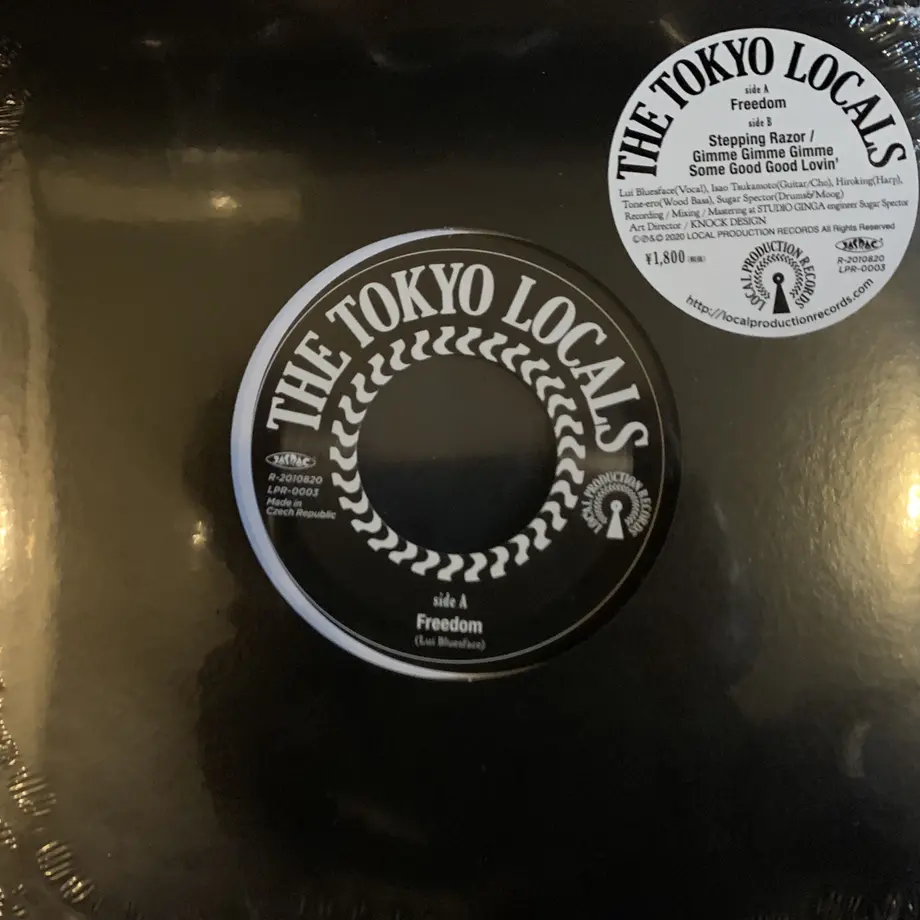 THE TOKYO LOCALS
side A
Freedom
side B
Stepping Razor /
Gimme Gimme Gimme
Some Good Good Lovin'
Lui Bluesface(Vocal), Isao Tsukamoto(Guitar/Cho), Hiroking(Harp),
Tone-ero(Wood Bass), Sugar Spector(Drums&Moog)
Recording / Mixing / Mastering at STUDIO GINGA engineer Sugar Spector
Art Director / KNOCK DESIGN
©℗&© 2020 LOCAL PRODUCTION RECORDS All Rights Reserved
¥1,800
LOCAL PRODUCTION RECORDS
JASRAC
R-2010820
LPR-0003
http://localproductionrecords.com
THE TOKYO LOCALS
JASRAC
R-2010820
LPR-0003
Made in
Czech Republic
LOCAL PRODUCTION RECORDS
side A
Freedom
(Lui Bluesface)